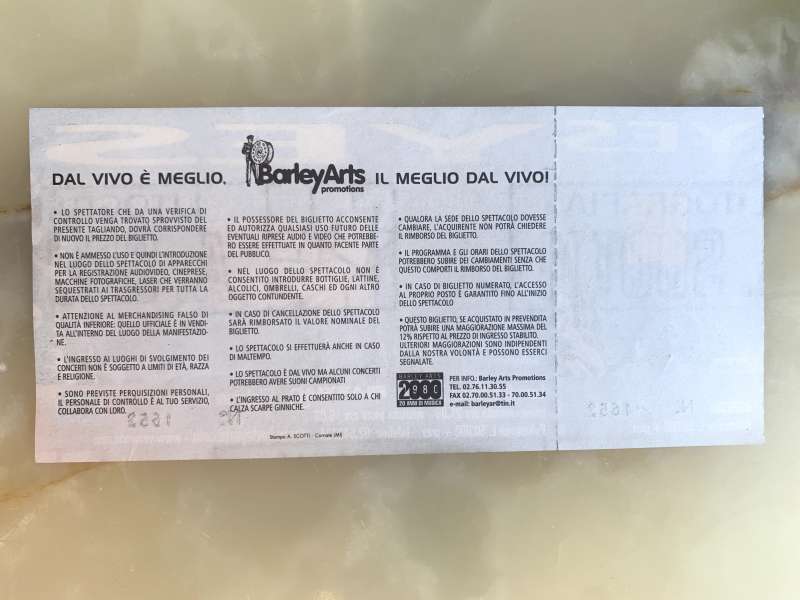 DAL VIVO È MEGLIO.
BarleyArts
promotions
IL MEGLIO DAL VIVO!
• LO SPETTATORE CHE DA UNA VERIFICA DI
CONTROLLO VENGA TROVATO SPROVVISTO DEL
PRESENTE TAGLIANDO, DOVRÀ CORRISPONDERE
DI NUOVO IL PREZZO DEL BIGLIETTO.
• NON È AMMESSO L'USO E QUINDI L'INTRODUZIONE
NEL LUOGO DELLO SPETTACOLO DI APPARECCHI
PER LA REGISTRAZIONE AUDIOVIDEO, CINEPRESE,
MACCHINE FOTOGRAFICHE, LASER CHE VERRANNO
SEQUESTRATI AI TRASGRESSORI PER TUTTA LA
DURATA DELLO SPETTACOLO.
• ATTENZIONE AL MERCHANDISING FALSO DI
QUALITÀ INFERIORE: QUELLO UFFICIALE È IN VENDI-
TA ALL'INTERNO DEL LUOGO DELLA MANIFESTAZIO-
NE.
• L'INGRESSO AI LUOGHI DI SVOLGIMENTO DEI
CONCERTI NON È SOGGETTO A LIMITI DI ETÀ, RAZZA
E RELIGIONE.
• SONO PREVISTE PERQUISIZIONI PERSONALI,
IL PERSONALE DI CONTROLLO È AL TUO SERVIZIO,
COLLABORA CON LORO.
• IL POSSESSORE DEL BIGLIETTO ACCONSENTE
ED AUTORIZZA QUALSIASI USO FUTURO DELLE
EVENTUALI RIPRESE AUDIO E VIDEO CHE POTREBBE-
RO ESSERE EFFETTUATE IN QUANTO FACENTE PARTE
DEL PUBBLICO.
• NEL LUOGO DELLO SPETTACOLO NON È
CONSENTITO INTRODURRE BOTTIGLIE, LATTINE,
ALCOLICI, OMBRELLI, CASCHI ED OGNI ALTRO
OGGETTO CONTUNDENTE.
• IN CASO DI CANCELLAZIONE DELLO SPETTACOLO
SARÀ RIMBORSATO IL VALORE NOMINALE DEL
BIGLIETTO.
• LO SPETTACOLO SI EFFETTUERÀ ANCHE IN CASO
DI MALTEMPO.
• LO SPETTACOLO È DAL VIVO MA ALCUNI CONCERTI
POTREBBERO AVERE SUONI CAMPIONATI
• L'INGRESSO AL PRATO È CONSENTITO SOLO A CHI
CALZA SCARPE GINNICHE.
• QUALORA LA SEDE DELLO SPETTACOLO DOVESSE
CAMBIARE, L'ACQUIRENTE NON POTRÀ CHIEDERE
IL RIMBORSO DEL BIGLIETTO.
• IL PROGRAMMA E GLI ORARI DELLO SPETTACOLO
POTREBBERO SUBIRE DEI CAMBIAMENTI SENZA CHE
QUESTO COMPORTI IL RIMBORSO DEL BIGLIETTO.
• IN CASO DI BIGLIETTO NUMERATO, L'ACCESSO
AL PROPRIO POSTO È GARANTITO FINO ALL'INIZIO
DELLO SPETTACOLO
• QUESTO BIGLIETTO, SE ACQUISTATO IN PREVENDITA
POTRÀ SUBIRE UNA MAGGIORAZIONE MASSIMA DEL
12% RISPETTO AL PREZZO DI INGRESSO STABILITO.
ULTERIORI MAGGIORAZIONI SONO INDIPENDENTI
DALLA NOSTRA VOLONTÀ E POSSONO ESSERCI
SEGNALATE.
BARLEY ARTS
20 ANNI DI MUSICA
PER INFO.: Barley Arts Promotions
TEL. 02.76.11.30.55
FAX 02.70.00.51.33 - 70.00.51.34
e-mail: barleyar@tin.it
Stampa A. SCOTTI - Cornate (MI)
YES
1652
1652